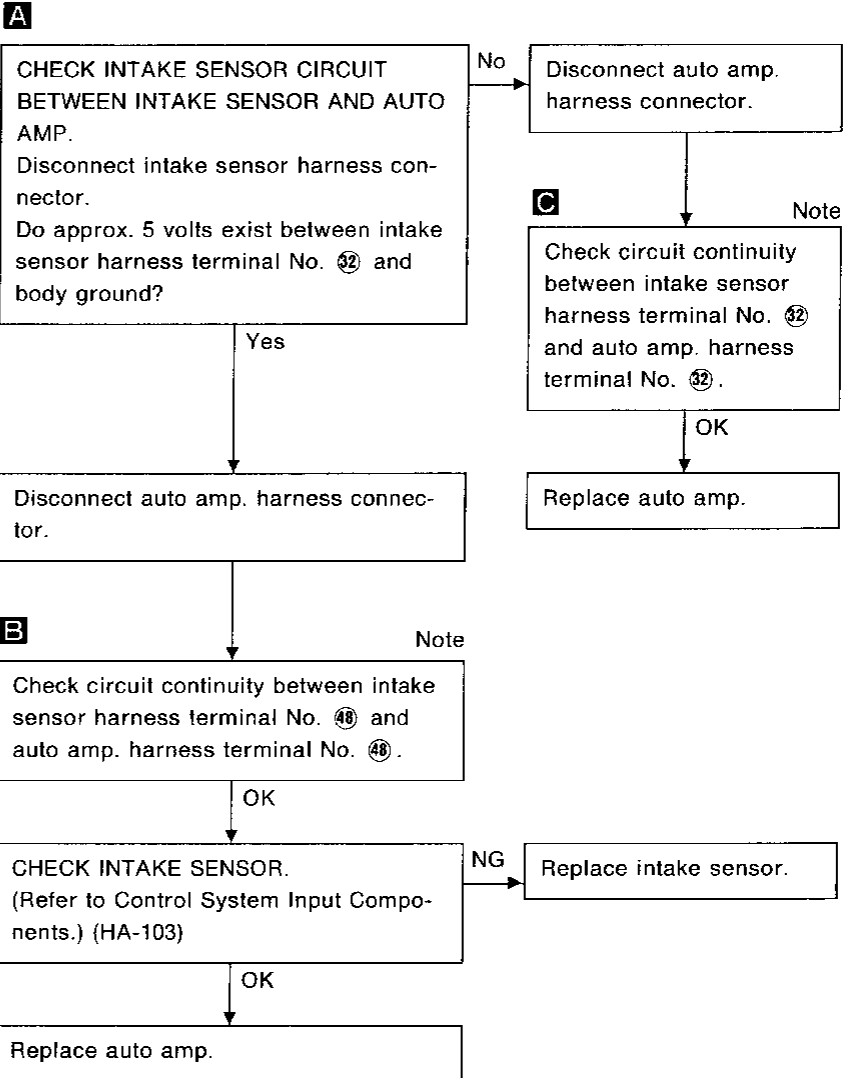 A
CHECK INTAKE SENSOR CIRCUIT
BETWEEN INTAKE SENSOR AND AUTO
AMP.
Disconnect intake sensor harness con-
nector.
Do approx. 5 volts exist between intake
sensor harness terminal No. 32 and
body ground?
No
Disconnect auto amp.
harness connector.
C
Note
Check circuit continuity
between intake sensor
harness terminal No. 32
and auto amp. harness
terminal No. 32.
OK
Replace auto amp.
Yes
Disconnect auto amp. harness connec-
tor.
B
Note
Check circuit continuity between intake
sensor harness terminal No. 48 and
auto amp. harness terminal No. 48.
OK
CHECK INTAKE SENSOR.
(Refer to Control System Input Compo-
nents.) (HA-103)
NG
Replace intake sensor.
OK
Replace auto amp.